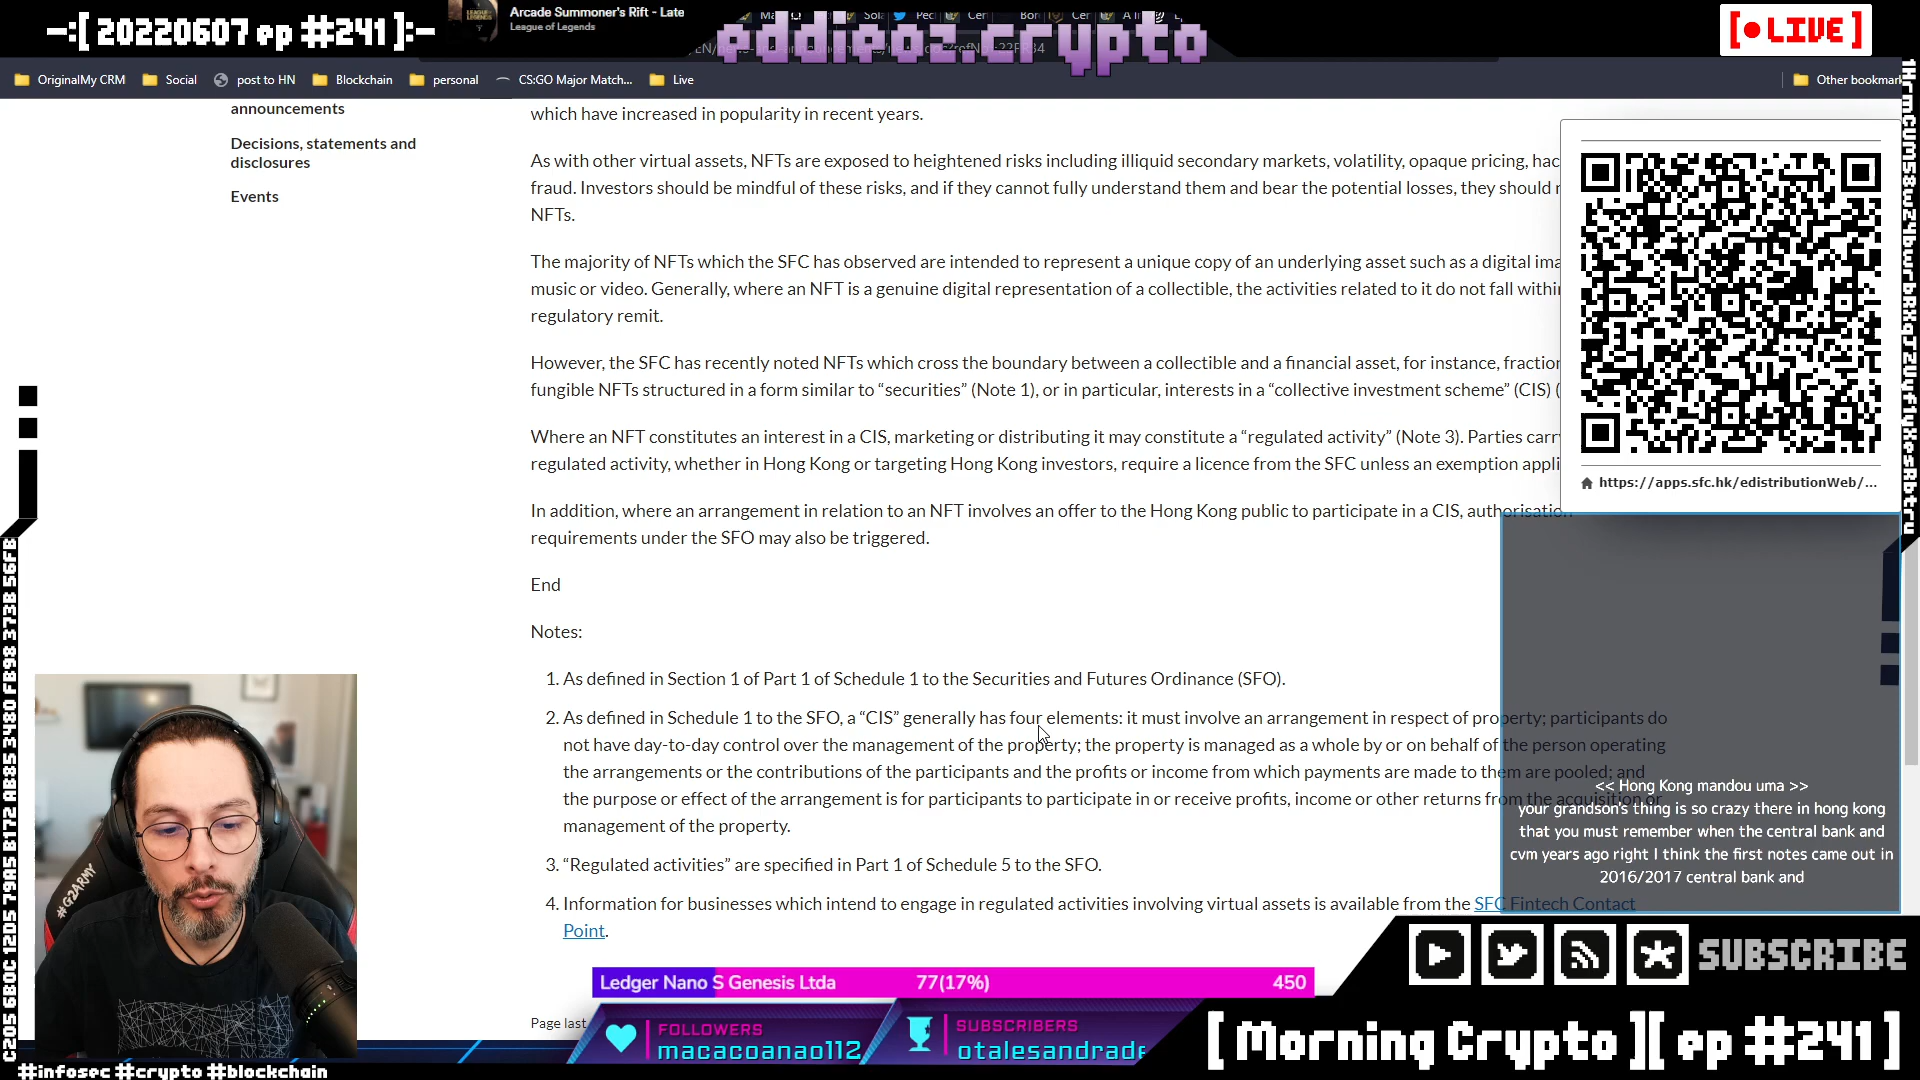 -:[ 20220607 ep #241 ]:-
Arcade Summoner's Rift - Late
League of Legends
eddieoz.crypto
[• LIVE ]
OriginalMy CRM
Social
post to HN
Blockchain
personal
CS:GO Major Match...
Live
Other bookmark
announcements
Decisions, statements and
disclosures
Events
which have increased in popularity in recent years.
As with other virtual assets, NFTs are exposed to heightened risks including illiquid secondary markets, volatility, opaque pricing, hac
fraud. Investors should be mindful of these risks, and if they cannot fully understand them and bear the potential losses, they should
NFTs.
The majority of NFTs which the SFC has observed are intended to represent a unique copy of an underlying asset such as a digital ima
music or video. Generally, where an NFT is a genuine digital representation of a collectible, the activities related to it do not fall within
regulatory remit.
However, the SFC has recently noted NFTs which cross the boundary between a collectible and a financial asset, for instance, fraction
fungible NFTs structured in a form similar to “securities” (Note 1), or in particular, interests in a “collective investment scheme” (CIS) (
Where an NFT constitutes an interest in a CIS, marketing or distributing it may constitute a “regulated activity” (Note 3). Parties carr
regulated activity, whether in Hong Kong or targeting Hong Kong investors, require a licence from the SFC unless an exemption appli
In addition, where an arrangement in relation to an NFT involves an offer to the Hong Kong public to participate in a CIS, authorisation
requirements under the SFO may also be triggered.
End
Notes:
1. As defined in Section 1 of Part 1 of Schedule 1 to the Securities and Futures Ordinance (SFO).
2. As defined in Schedule 1 to the SFO, a “CIS” generally has four elements: it must involve an arrangement in respect of property; participants do
not have day-to-day control over the management of the property; the property is managed as a whole by or on behalf of the person operating
the arrangements or the contributions of the participants and the profits or income from which payments are made to them are pooled; and
the purpose or effect of the arrangement is for participants to participate in or receive profits, income or other returns from the acquisition or
management of the property.
3. “Regulated activities” are specified in Part 1 of Schedule 5 to the SFO.
4. Information for businesses which intend to engage in regulated activities involving virtual assets is available from the SFC Fintech Contact
Point.
Page last
https://apps.sfc.hk/edistributionWeb/...
<< Hong Kong mandou uma >>
your grandson's thing is so crazy there in hong kong
that you must remember when the central bank and
cvm years ago right I think the first notes came out in
2016/2017 central bank and
#G2ARMY
C205 6B0C 12D5 79A5 B172 AB85 3480 FB98 373B 56FB
Ledger Nano S Genesis Ltda 77(17%) 450
FOLLOWERS
macacoanao112
SUBSCRIBERS
otalesandrade
SUBSCRIBE
[ Morning Crypto ][ ep #241 ]
#infosec #crypto #blockchain